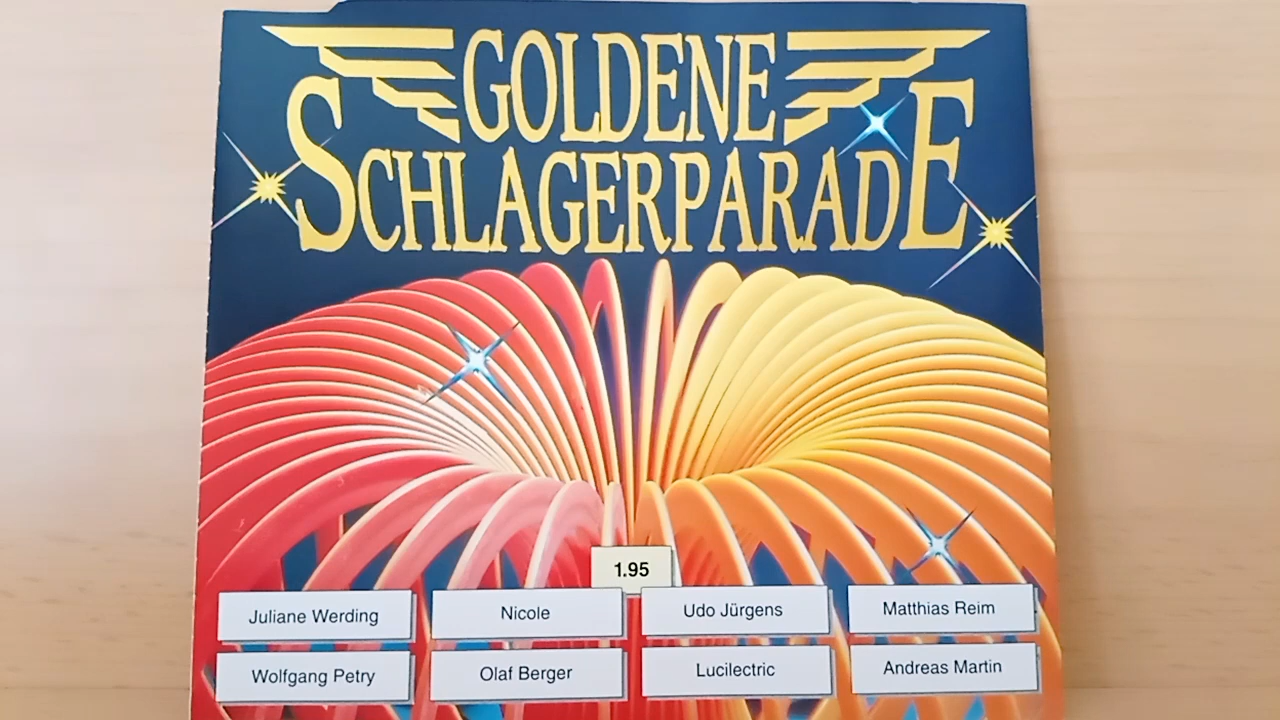 GOLDENE
SCHLAGERPARADE
1.95
Juliane Werding
Nicole
Udo Jürgens
Matthias Reim
Wolfgang Petry
Olaf Berger
Lucilectric
Andreas Martin